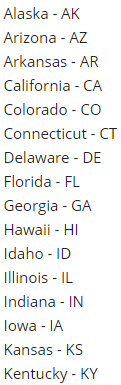 Alaska - AK
Arizona - AZ
Arkansas - AR
California - CA
Colorado - CO
Connecticut - CT
Delaware - DE
Florida - FL
Georgia - GA
Hawaii - HI
Idaho - ID
Illinois - IL
Indiana - IN
Iowa - IA
Kansas - KS
Kentucky - KY